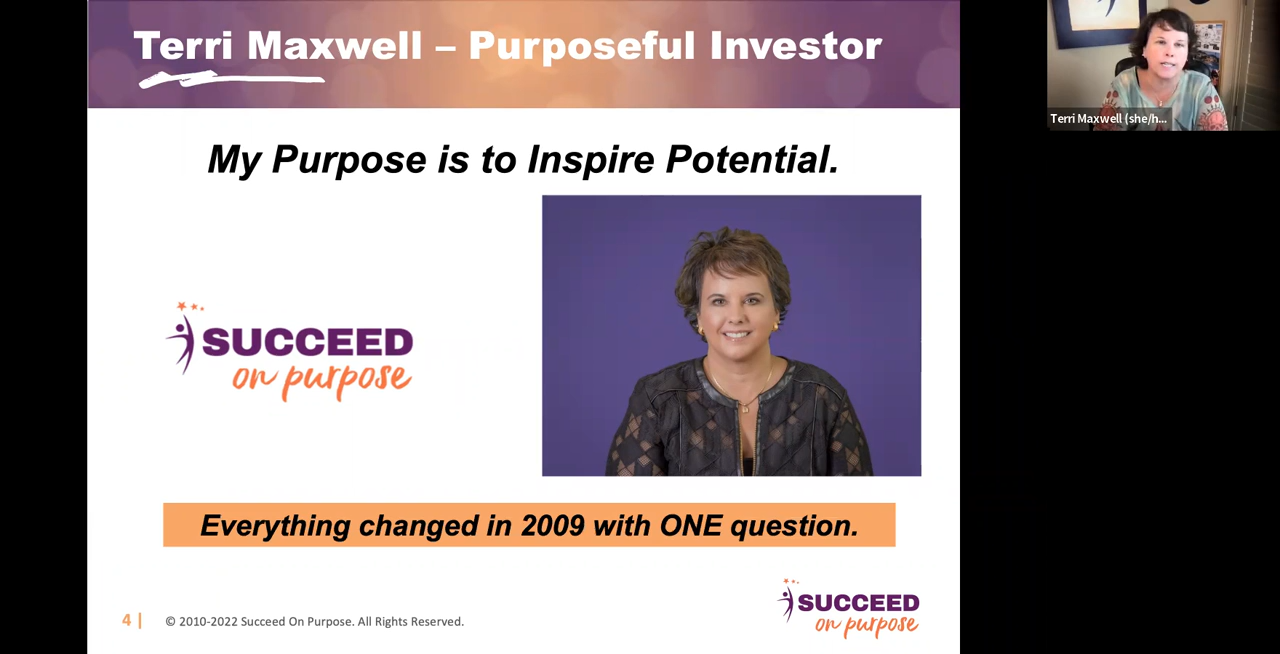 Terri Maxwell – Purposeful Investor
Terri Maxwell (she/h...
My Purpose is to Inspire Potential.
SUCCEED
on purpose
Everything changed in 2009 with ONE question.
4 |
© 2010-2022 Succeed On Purpose. All Rights Reserved.
SUCCEED
on purpose